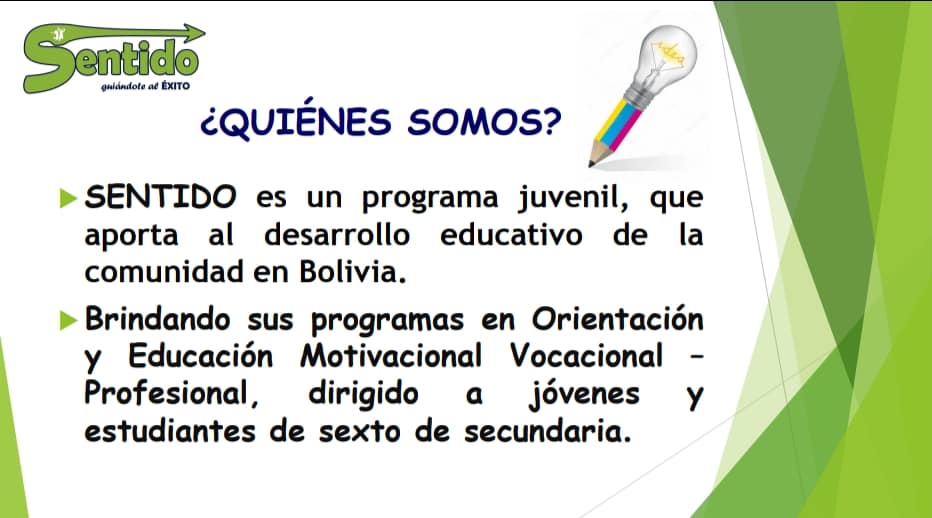 Sentido
guiándote al ÉXITO
idea
¿QUIÉNES SOMOS?
SENTIDO es un programa juvenil, que
aporta al desarrollo educativo de la
comunidad en Bolivia.
Brindando sus programas en Orientación
y Educación Motivacional Vocacional -
Profesional, dirigido a jóvenes y
estudiantes de sexto de secundaria.